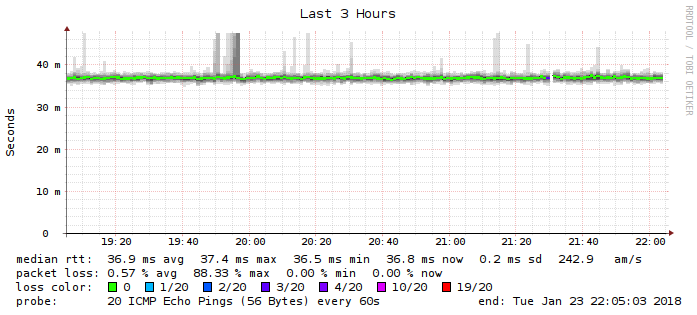 Last 3 Hours
RRDTOOL / TOBI OETIKER
Seconds
40 m
30 m
20 m
10 m
0
19:20 19:40 20:00 20:20 20:40 21:00 21:20 21:40 22:00
median rtt: 36.9 ms avg 37.4 ms max 36.5 ms min 36.8 ms now 0.2 ms sd 242.9 am/s
packet loss: 0.57 % avg 88.33 % max 0.00 % min 0.00 % now
loss color: 0 1/20 2/20 3/20 4/20 10/20 19/20
probe: 20 ICMP Echo Pings (56 Bytes) every 60s end: Tue Jan 23 22:05:03 2018